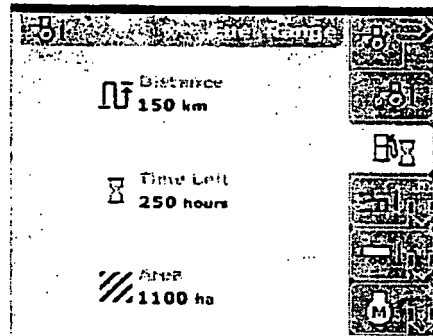 Fuel Range
Distance
150 km
Time Left
250 hours
Area
1100 ha
M